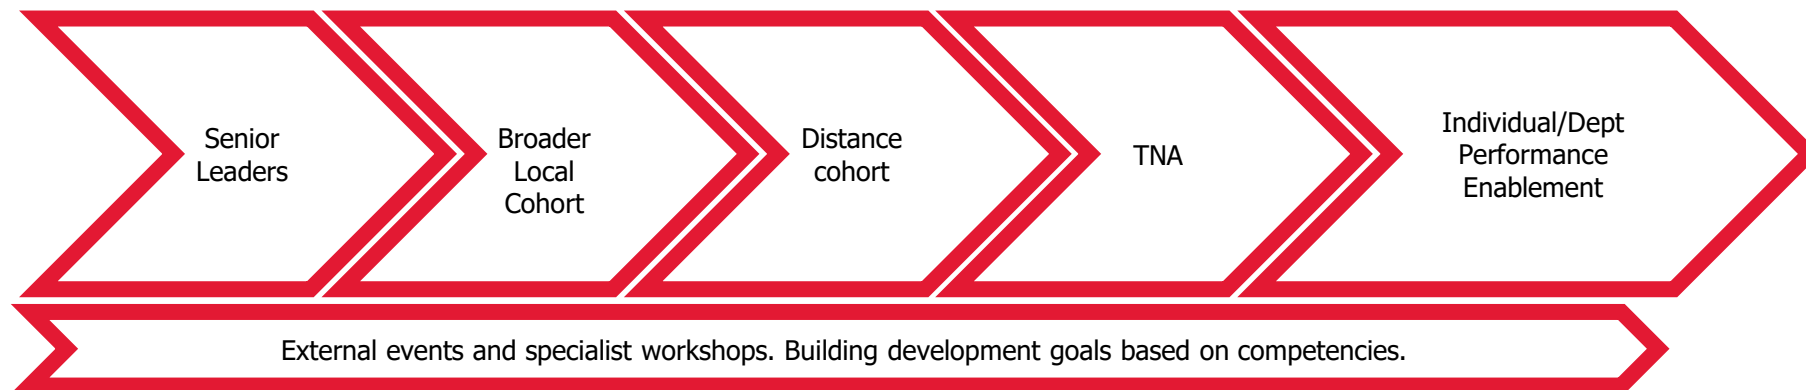 Senior
Leaders
Broader
Local
Cohort
Distance
cohort
TNA
Individual/Dept
Performance
Enablement
External events and specialist workshops. Building development goals based on competencies.